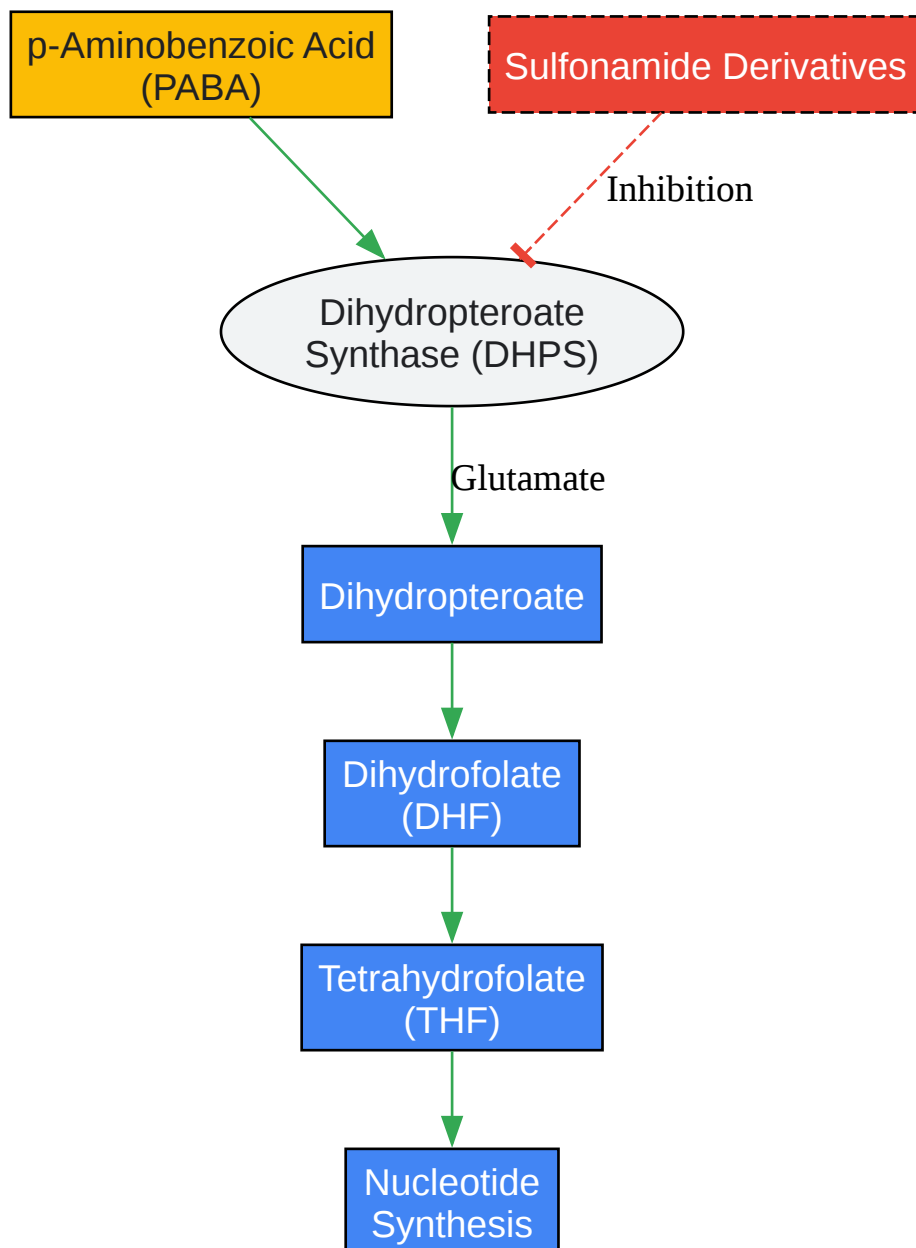 p-Aminobenzoic Acid
(PABA)
Sulfonamide Derivatives
Inhibition
Dihydropteroate
Synthase (DHPS)
Glutamate
Dihydropteroate
Dihydrofolate
(DHF)
Tetrahydrofolate
(THF)
Nucleotide
Synthesis